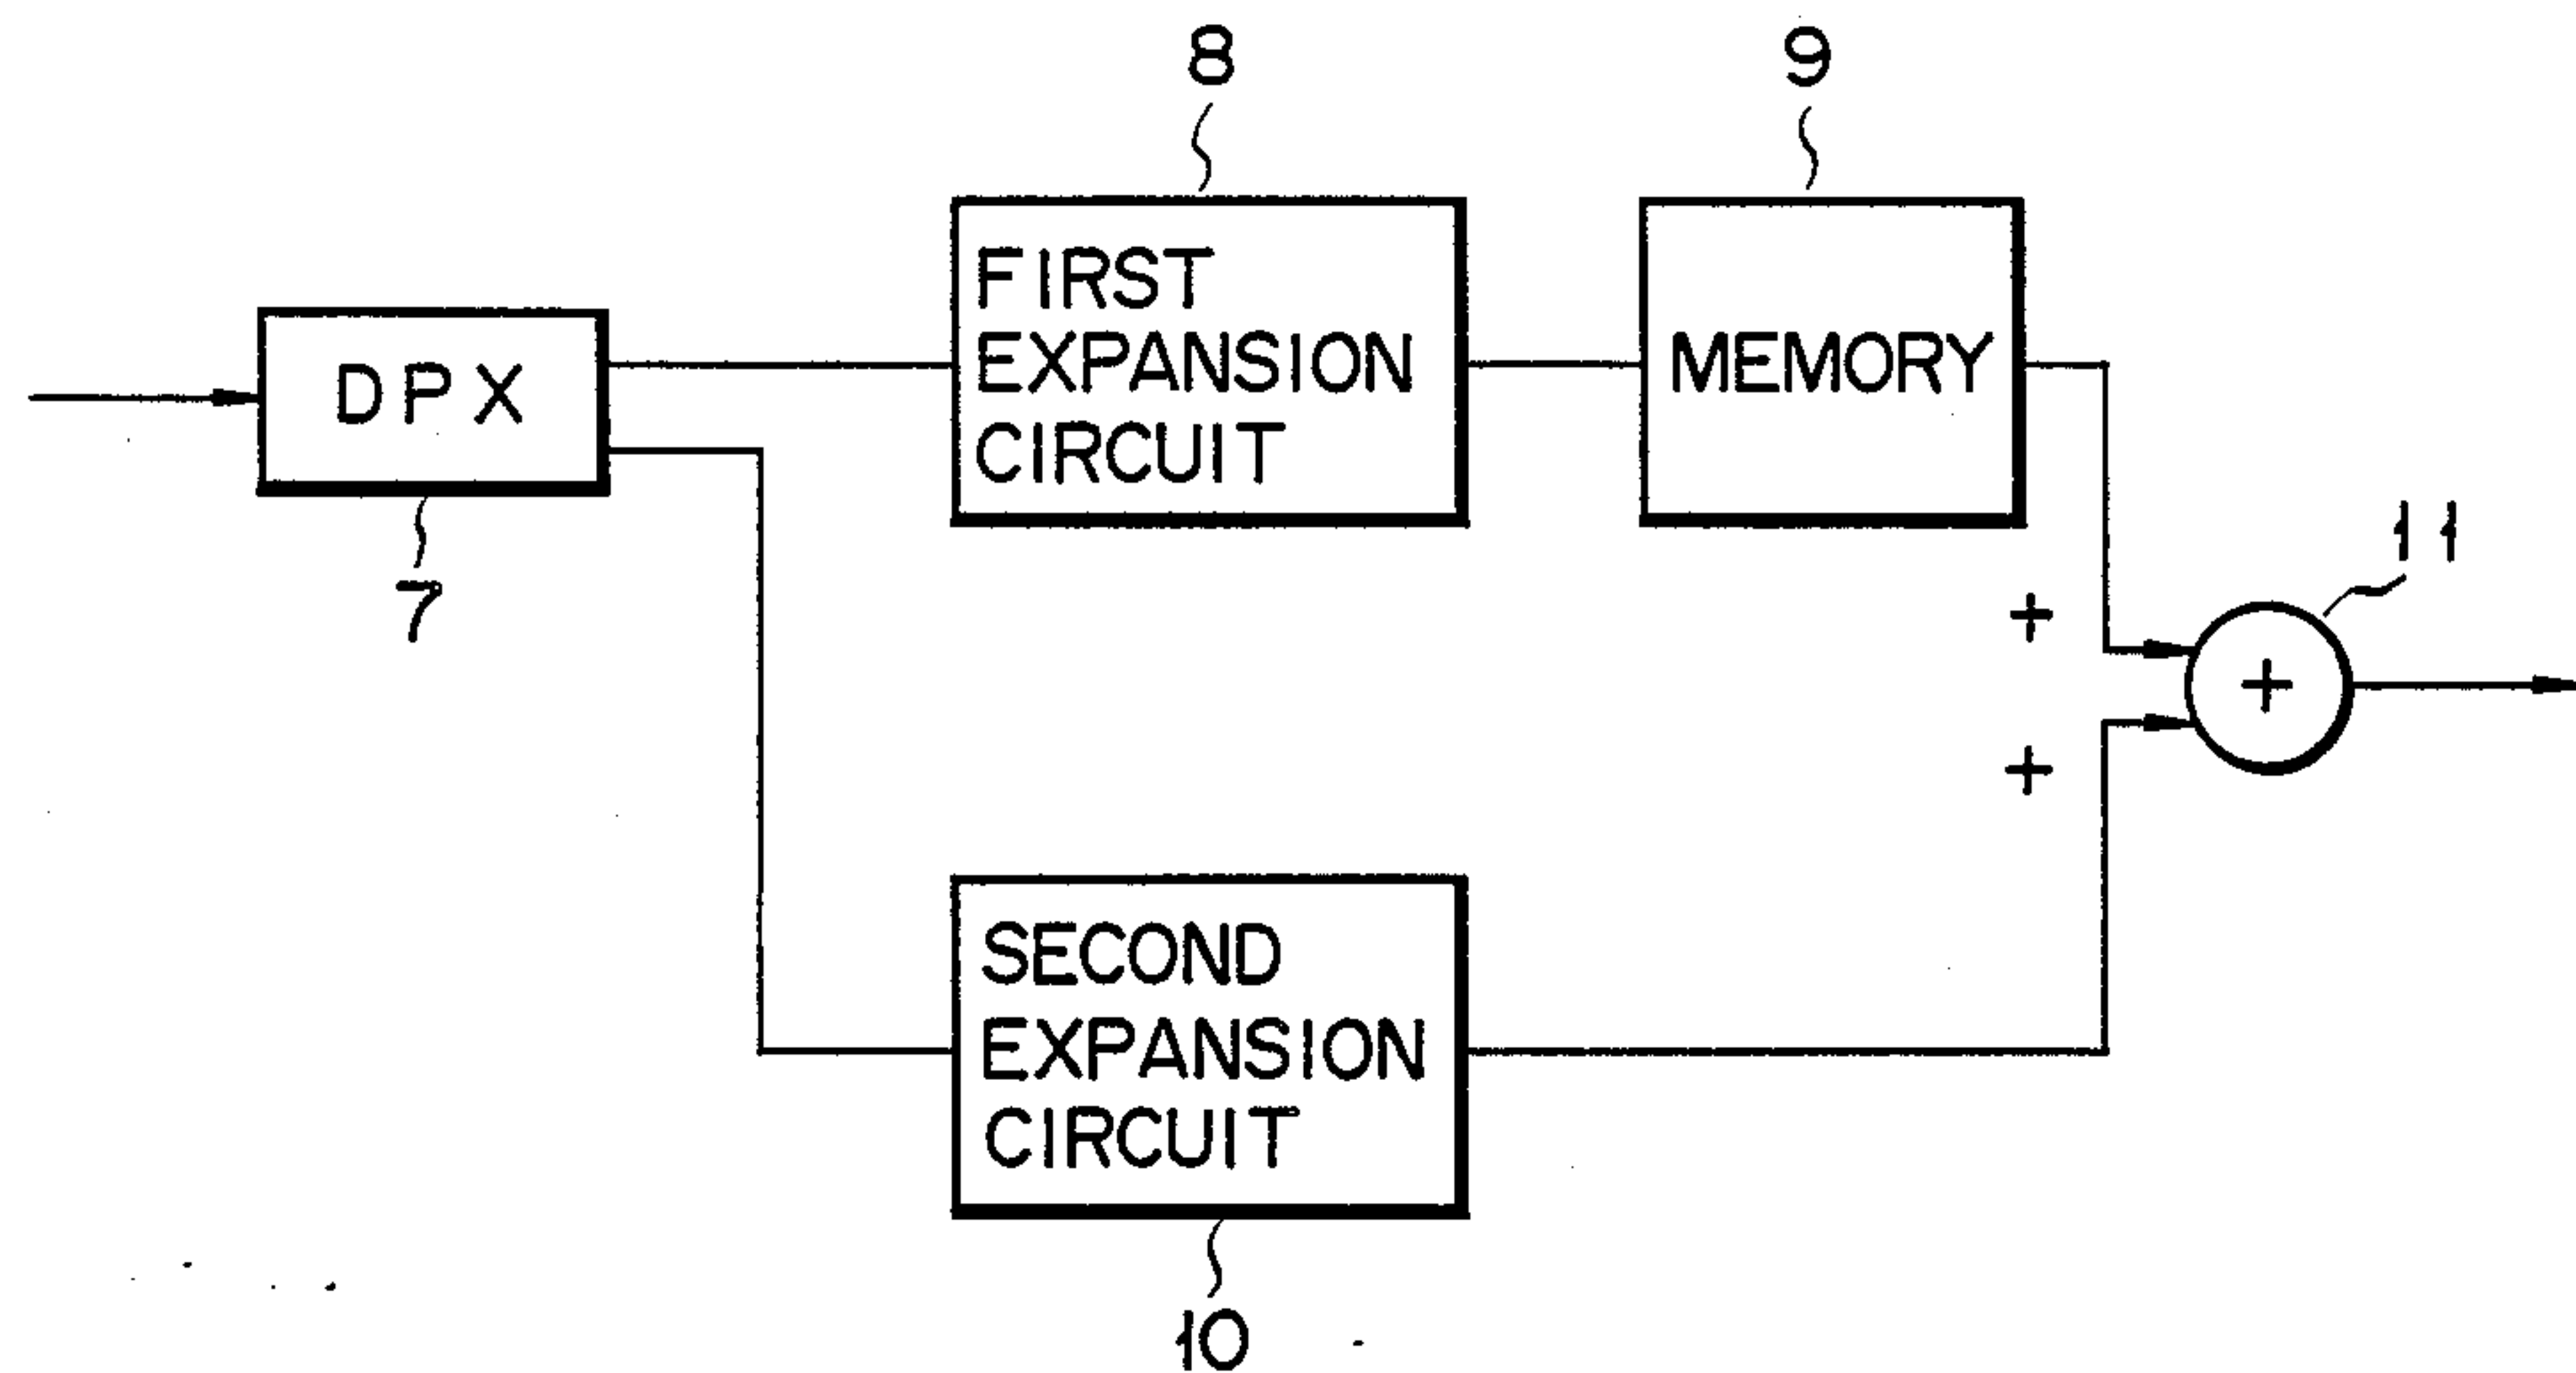 8
9
FIRST
EXPANSION
CIRCUIT
MEMORY
DPX
7
11
+
+
+
SECOND
EXPANSION
CIRCUIT
10